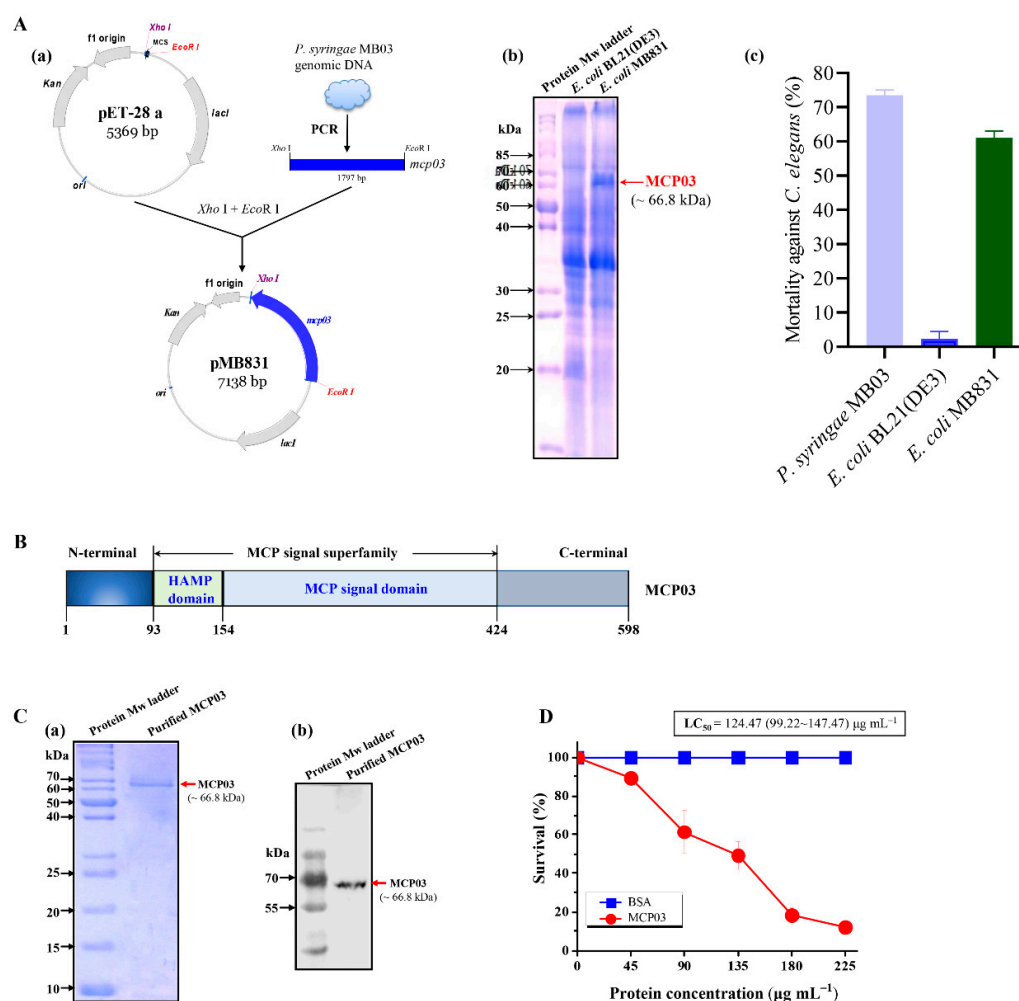 A
(a)
Xho I
MCS
EcoR I
f1 origin
Kan
lacI
pET-28 a
5369 bp
ori
P. syringae MB03
genomic DNA
PCR
Xho I
EcoR I
mcp03
1797 bp
Xho I + EcoR I
Xho I
f1 origin
Kan
mcp03
pMB831
7138 bp
ori
EcoR I
lacI
(b)
Protein Mw ladder
E. coli BL21(DE3)
E. coli MB831
kDa
85
70
60
50
40
30
25
20
MCP03
(~ 66.8 kDa)
(c)
Mortality against C. elegans (%)
80
70
60
50
40
30
20
10
0
P. syringae MB03
E. coli BL21(DE3)
E. coli MB831
B
N-terminal
MCP signal superfamily
C-terminal
HAMP
domain
MCP signal domain
MCP03
1
93
154
424
598
C
(a)
Protein Mw ladder
Purified MCP03
kDa
70
60
50
40
25
20
15
10
MCP03
(~ 66.8 kDa)
(b)
Protein Mw ladder
Purified MCP03
kDa
70
55
MCP03
(~ 66.8 kDa)
D
LC50 = 124.47 (99.22~147.47) μg mL−1
Survival (%)
100
80
60
40
20
0
BSA
MCP03
0
45
90
135
180
225
Protein concentration (μg mL−1)